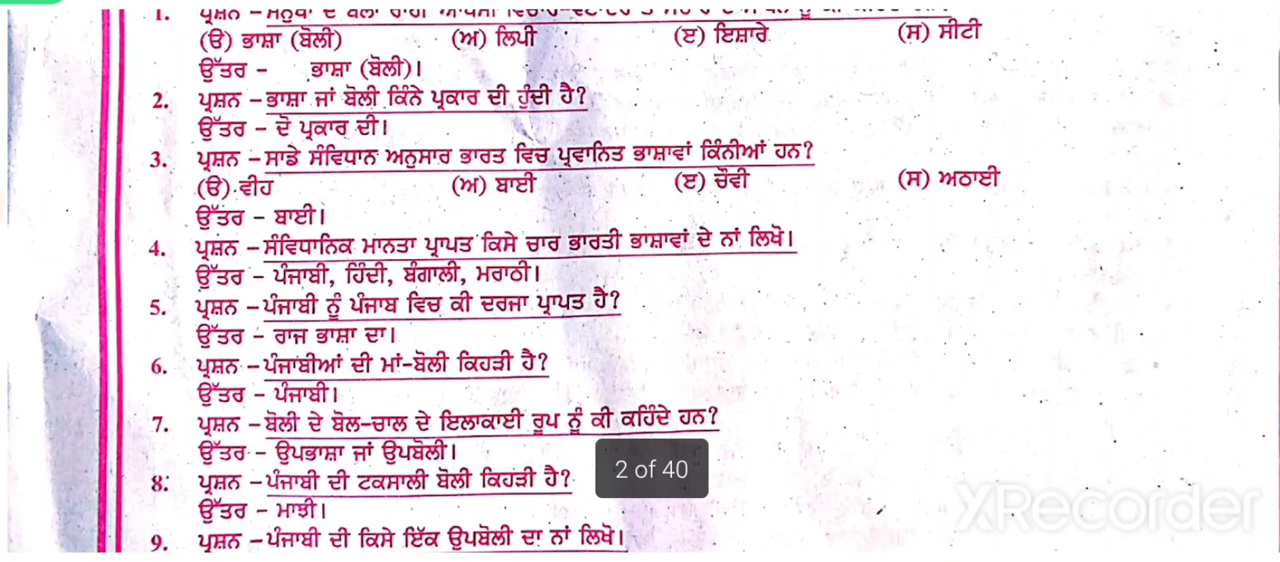 1. ਪ੍ਰਸ਼ਨ –
(ੳ) ਭਾਸ਼ਾ (ਬੋਲੀ) (ਅ) ਲਿਪੀ (ੲ) ਇਸ਼ਾਰੇ (ਸ) ਸੀਟੀ
ਉੱਤਰ – ਭਾਸ਼ਾ (ਬੋਲੀ)।
2. ਪ੍ਰਸ਼ਨ – ਭਾਸ਼ਾ ਜਾਂ ਬੋਲੀ ਕਿੰਨੇ ਪ੍ਰਕਾਰ ਦੀ ਹੁੰਦੀ ਹੈ?
ਉੱਤਰ – ਦੋ ਪ੍ਰਕਾਰ ਦੀ।
3. ਪ੍ਰਸ਼ਨ – ਸਾਡੇ ਸੰਵਿਧਾਨ ਅਨੁਸਾਰ ਭਾਰਤ ਵਿਚ ਪ੍ਰਵਾਨਿਤ ਭਾਸ਼ਾਵਾਂ ਕਿੰਨੀਆਂ ਹਨ?
(ੳ) ਵੀਹ (ਅ) ਬਾਈ (ੲ) ਚੌਵੀ (ਸ) ਅਠਾਈ
ਉੱਤਰ – ਬਾਈ।
4. ਪ੍ਰਸ਼ਨ – ਸੰਵਿਧਾਨਿਕ ਮਾਨਤਾ ਪ੍ਰਾਪਤ ਕਿਸੇ ਚਾਰ ਭਾਰਤੀ ਭਾਸ਼ਾਵਾਂ ਦੇ ਨਾਂ ਲਿਖੋ।
ਉੱਤਰ – ਪੰਜਾਬੀ, ਹਿੰਦੀ, ਬੰਗਾਲੀ, ਮਰਾਠੀ।
5. ਪ੍ਰਸ਼ਨ – ਪੰਜਾਬੀ ਨੂੰ ਪੰਜਾਬ ਵਿਚ ਕੀ ਦਰਜਾ ਪ੍ਰਾਪਤ ਹੈ?
ਉੱਤਰ – ਰਾਜ ਭਾਸ਼ਾ ਦਾ।
6. ਪ੍ਰਸ਼ਨ – ਪੰਜਾਬੀਆਂ ਦੀ ਮਾਂ-ਬੋਲੀ ਕਿਹੜੀ ਹੈ?
ਉੱਤਰ – ਪੰਜਾਬੀ।
7. ਪ੍ਰਸ਼ਨ – ਬੋਲੀ ਦੇ ਬੋਲ-ਚਾਲ ਦੇ ਇਲਾਕਾਈ ਰੂਪ ਨੂੰ ਕੀ ਕਹਿੰਦੇ ਹਨ?
ਉੱਤਰ – ਉਪਭਾਸ਼ਾ ਜਾਂ ਉਪਬੋਲੀ।
2 of 40
8. ਪ੍ਰਸ਼ਨ – ਪੰਜਾਬੀ ਦੀ ਟਕਸਾਲੀ ਬੋਲੀ ਕਿਹੜੀ ਹੈ?
ਉੱਤਰ – ਮਾਝੀ।
XRecorder
9. ਪ੍ਰਸ਼ਨ – ਪੰਜਾਬੀ ਦੀ ਕਿਸੇ ਇੱਕ ਉਪਬੋਲੀ ਦਾ ਨਾਂ ਲਿਖੋ।